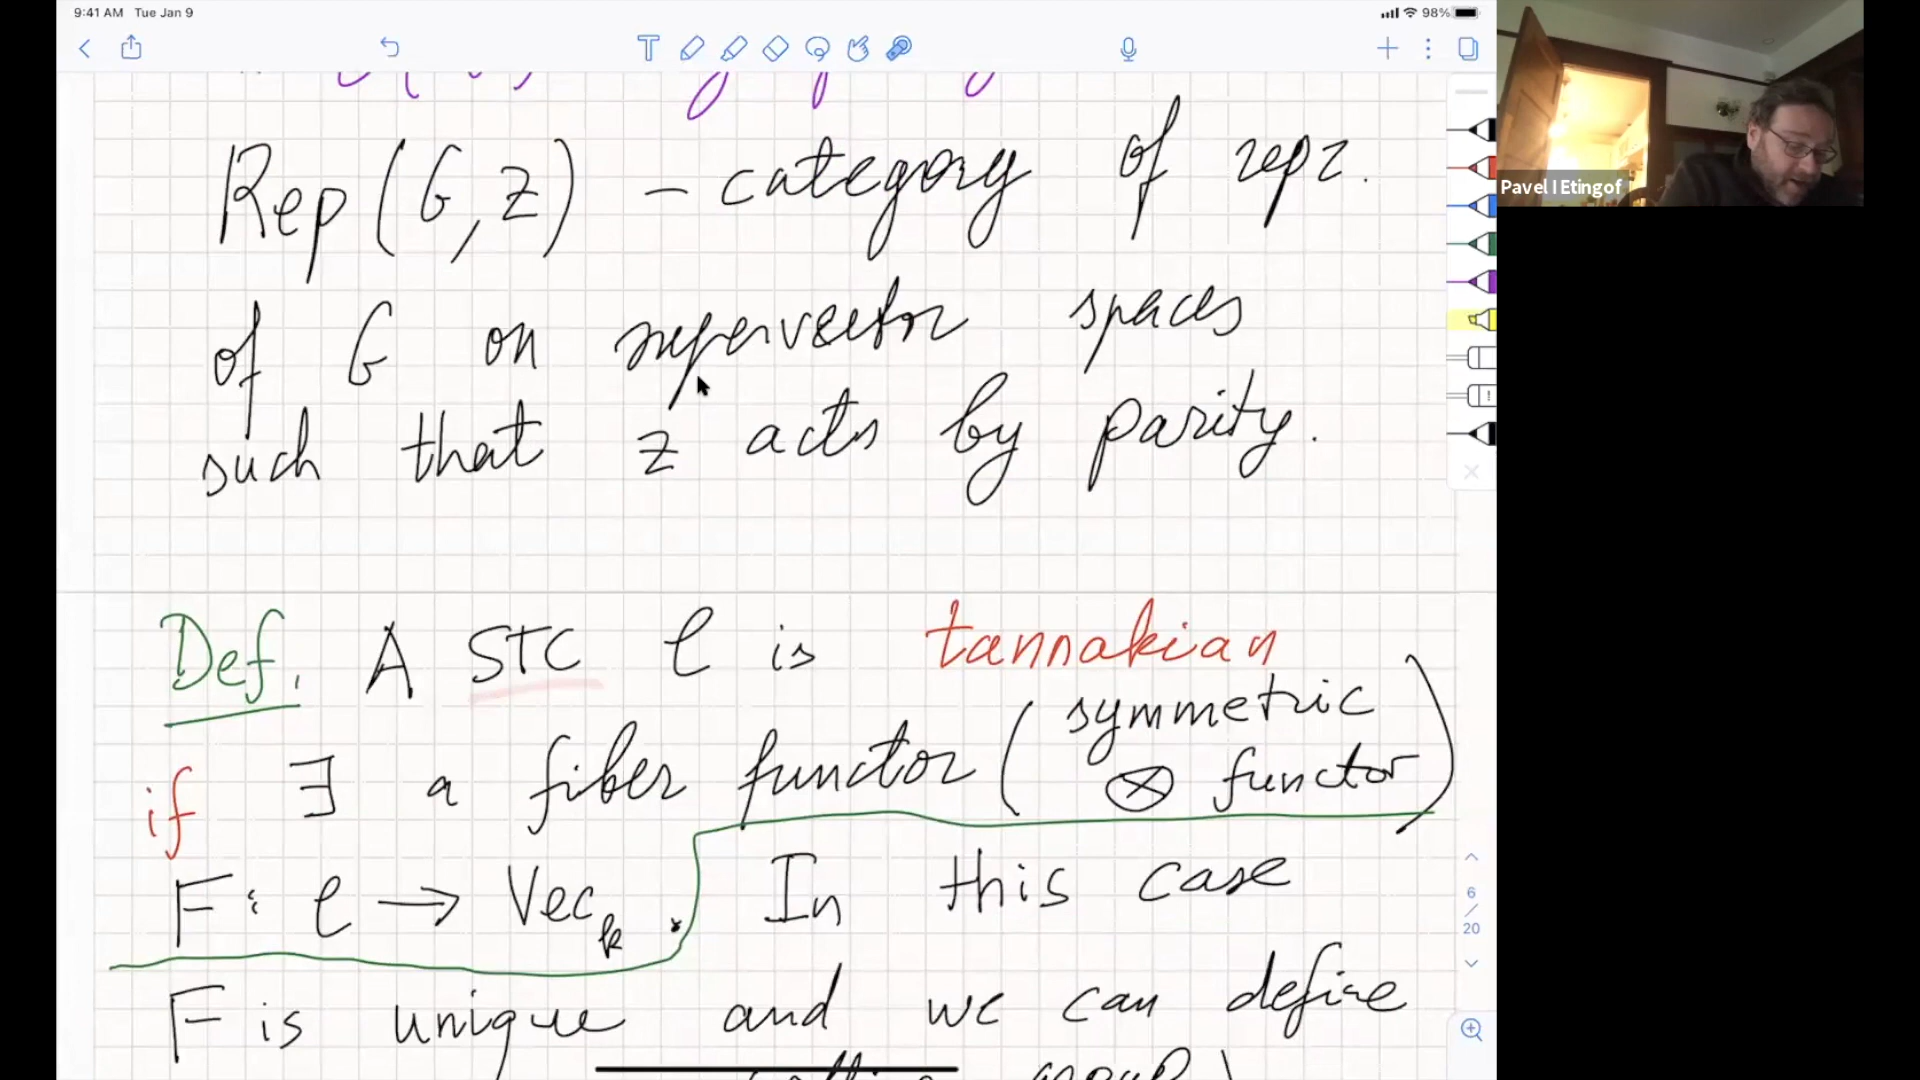 9:41 AM Tue Jan 9
98%
Rep(G, z) – category of repr.
of G on supervector spaces
such that z acts by parity.
Def. A STC C is tannakian
if ∃ a fiber functor (symmetric ⊗ functor)
F: C → Vec_k. In this case
F is unique and we can define
group)
6 / 20
Pavel I Etingof